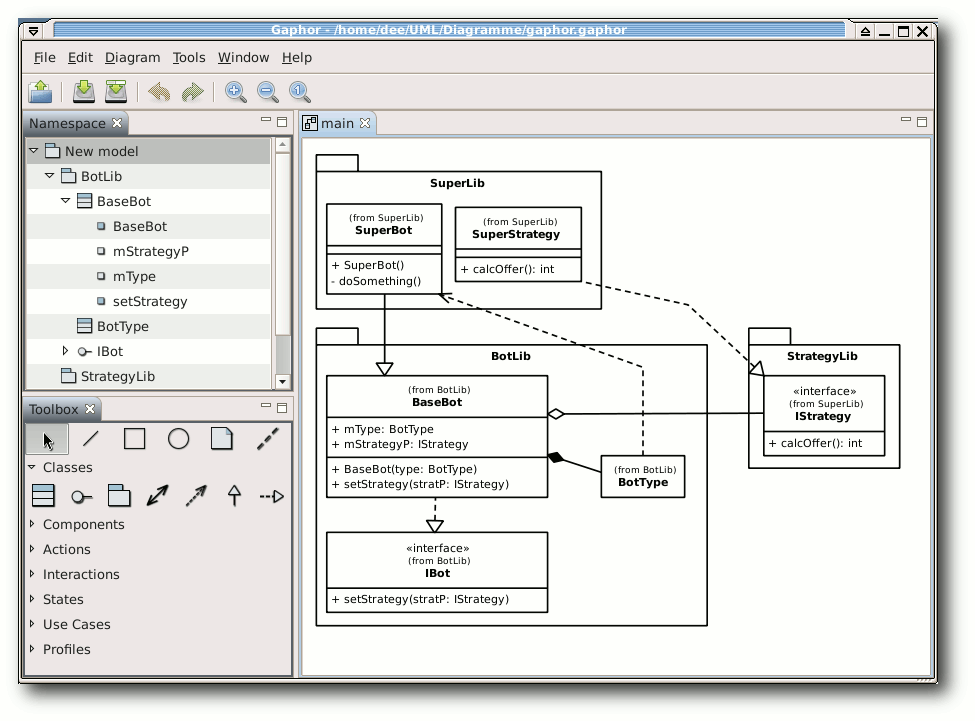 Gaphor - /home/dee/UML/Diagramme/gaphor.gaphor
File Edit Diagram Tools Window Help
Namespace
New model
BotLib
BaseBot
BaseBot
mStrategyP
mType
setStrategy
BotType
IBot
StrategyLib
Toolbox
Classes
Components
Actions
Interactions
States
Use Cases
Profiles
main
SuperLib
(from SuperLib)
SuperBot
+ SuperBot()
- doSomething()
(from SuperLib)
SuperStrategy
+ calcOffer(): int
BotLib
(from BotLib)
BaseBot
+ mType: BotType
+ mStrategyP: IStrategy
+ BaseBot(type: BotType)
+ setStrategy(stratP: IStrategy)
(from BotLib)
BotType
«interface»
(from BotLib)
IBot
+ setStrategy(stratP: IStrategy)
StrategyLib
«interface»
(from SuperLib)
IStrategy
+ calcOffer(): int